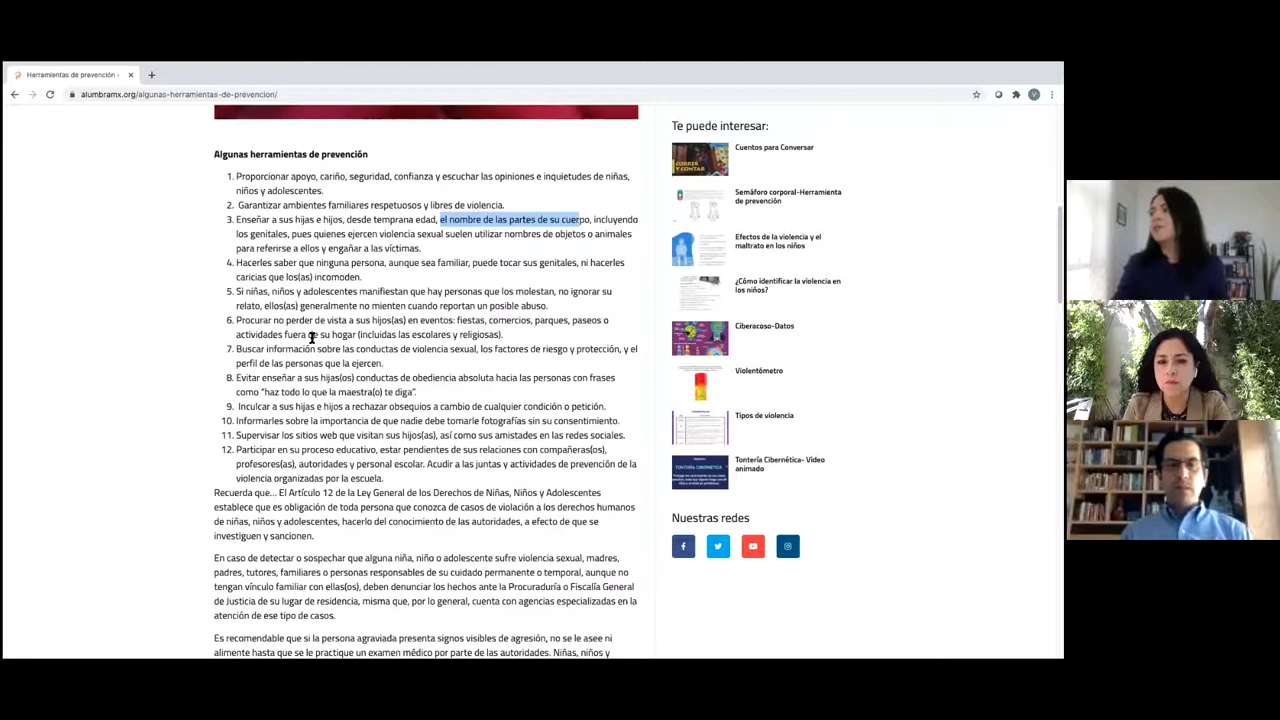 Herramientas de prevención -
alumbramx.org/algunas-herramientas-de-prevencion/
V
Algunas herramientas de prevención
1. Proporcionar apoyo, cariño, seguridad, confianza y escuchar las opiniones e inquietudes de niñas,
niños y adolescentes.
2. Garantizar ambientes familiares respetuosos y libres de violencia.
3. Enseñar a sus hijas e hijos, desde temprana edad, el nombre de las partes de su cuerpo, incluyendo
los genitales, pues quienes ejercen violencia sexual suelen utilizar nombres de objetos o animales
para referirse a ellos y engañar a las víctimas.
4. Hacerles saber que ninguna persona, aunque sea familiar, puede tocar sus genitales, ni hacerles
caricias que los(as) incomoden.
5. Si niñas, niños y adolescentes manifiestan que hay personas que los molestan, no ignorar su
relato, ellos(as) generalmente no mienten cuando reportan un posible abuso.
6. Procurar no perder de vista a sus hijos(as) en eventos: fiestas, comercios, parques, paseos o
actividades fuera de su hogar (incluidas las escolares y religiosas).
7. Buscar información sobre las conductas de violencia sexual, los factores de riesgo y protección, y el
perfil de las personas que la ejercen.
8. Evitar enseñar a sus hijas(os) conductas de obediencia absoluta hacia las personas con frases
como “haz todo lo que la maestra(o) te diga”.
9. Inculcar a sus hijas e hijos a rechazar obsequios a cambio de cualquier condición o petición.
10. Informarles sobre la importancia de que nadie debe tomarle fotografías sin su consentimiento.
11. Supervisar los sitios web que visitan sus hijos(as), así como sus amistades en las redes sociales.
12. Participar en su proceso educativo, estar pendientes de sus relaciones con compañeras(os),
profesores(as), autoridades y personal escolar. Acudir a las juntas y actividades de prevención de la
violencia organizadas por la escuela.
Recuerda que… El Artículo 12 de la Ley General de los Derechos de Niñas, Niños y Adolescentes
establece que es obligación de toda persona que conozca de casos de violación a los derechos humanos
de niñas, niños y adolescentes, hacerlo del conocimiento de las autoridades, a efecto de que se
investiguen y sancionen.
En caso de detectar o sospechar que alguna niña, niño o adolescente sufre violencia sexual, madres,
padres, tutores, familiares o personas responsables de su cuidado permanente o temporal, aunque no
tengan vínculo familiar con ellas(os), deben denunciar los hechos ante la Procuraduría o Fiscalía General
de Justicia de su lugar de residencia, misma que, por lo general, cuenta con agencias especializadas en la
atención de ese tipo de casos.
Es recomendable que si la persona agraviada presenta signos visibles de agresión, no se le asee ni
alimente hasta que se le practique un examen médico por parte de las autoridades. Niñas, niños y
Te puede interesar:
CORRER
Y CONTAR
Cuentos para Conversar
Semáforo corporal-Herramienta
de prevención
Efectos de la violencia y el
maltrato en los niños
¿Cómo identificar la violencia en
los niños?
Ciberacoso-Datos
Violentómetro
Tipos de violencia
TONTERÍA CIBERNÉTICA
Tontería Cibernética- Video
animado
Nuestras redes